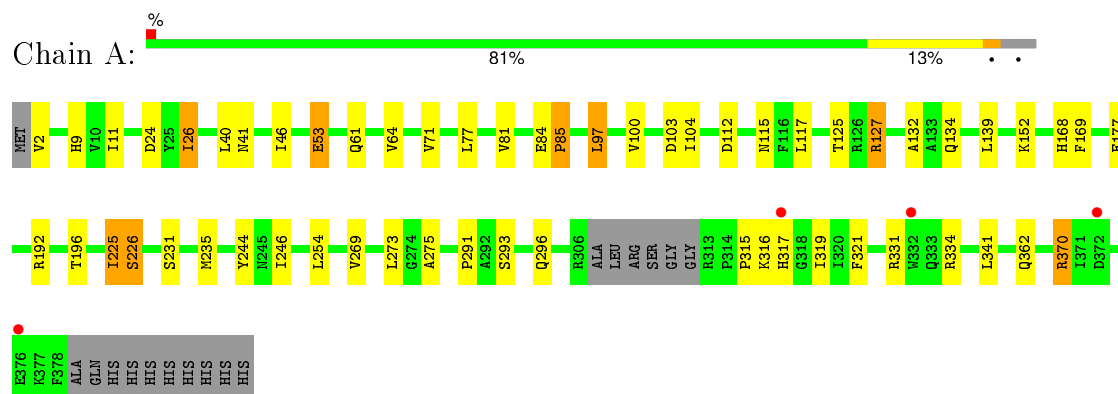 %
Chain A:
81% 13% • •
MET V2 H9 V10 I11 D24 Y25 I26 L40 N41 I46 E53 Q61 V64 V71 L77 V81 E84 P85 L97 V100 D103 I104 D112 N115 F116 L117 T125 R126 R127 A132 A133 Q134 L139 K152 H168 F169
R192 T196 I225 S226 S231 M235 Y244 N245 I246 L254 V269 L273 G274 A275 P291 A292 S293 Q296 R306 ALA LEU ARG SER GLY GLY R313 P314 P315 K316 H317 G318 I319 I320 F321 R331 W332 Q333 R334 L341 Q362 R370 I371 D372
E376 K377 F378 ALA GLN HIS HIS HIS HIS HIS HIS HIS HIS